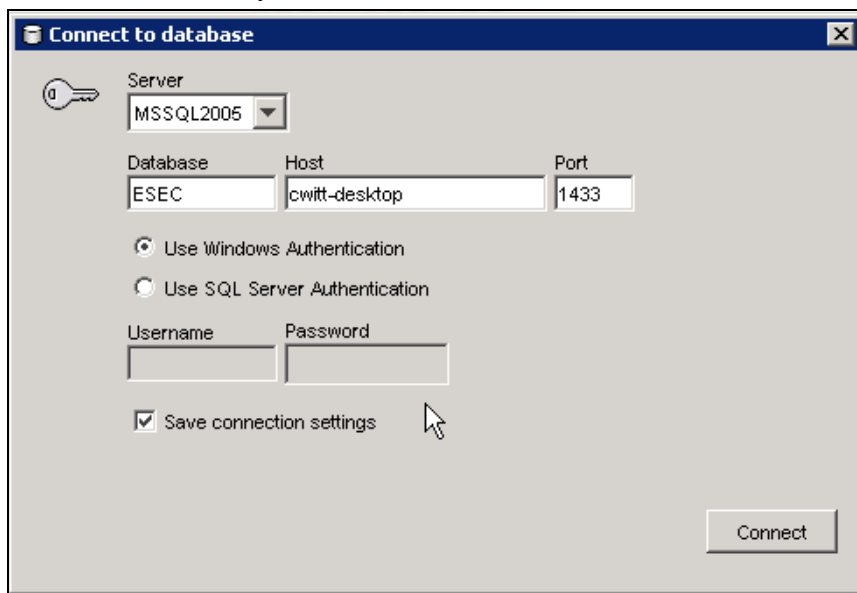 Connect to database
Server
MSSQL2005
Database Host Port
ESEC cwitt-desktop 1433
Use Windows Authentication
Use SQL Server Authentication
Username Password
Save connection settings
Connect